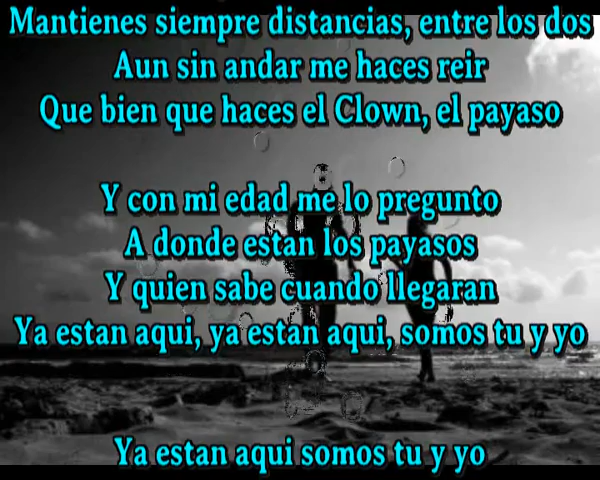 Mantienes siempre distancias, entre los dos
Aun sin andar me haces reir
Que bien que haces el Clown, el payaso
Y con mi edad me lo pregunto
A donde estan los payasos
Y quien sabe cuando llegaran
Ya estan aqui, ya estan aqui, somos tu y yo
Ya estan aqui somos tu y yo